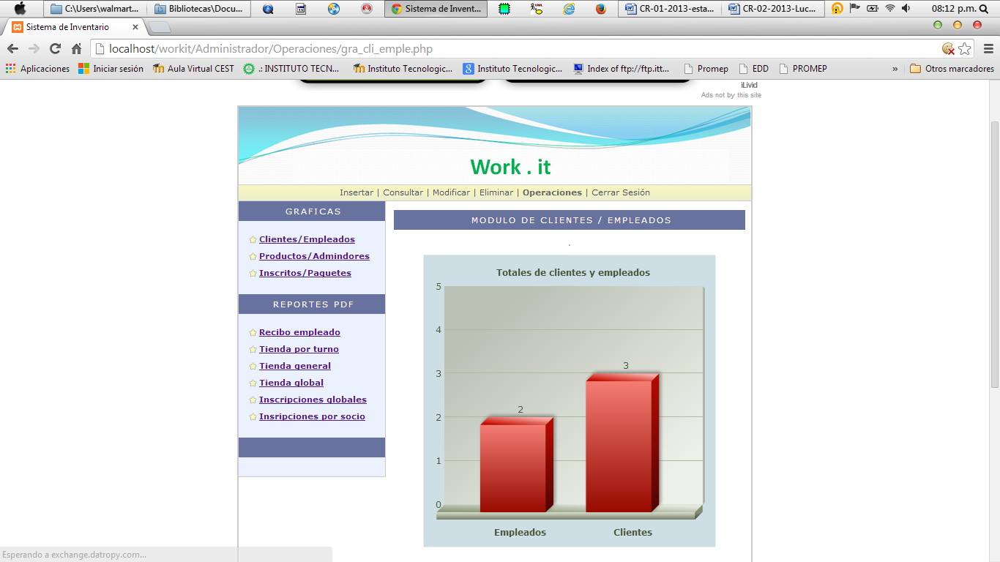 C:\Users\walmart...
Bibliotecas\Docu...
Sistema de Invent...
CR-01-2013-esta...
CR-02-2013-Luc...
08:12 p.m.
Sistema de Inventario
localhost/workit/Administrador/Operaciones/gra_cli_emple.php
Aplicaciones
Iniciar sesión
Aula Virtual CEST
.: INSTITUTO TECN...
Instituto Tecnologic...
Instituto Tecnologic...
Index of ftp://ftp.itt...
Promep
EDD
PROMEP
»
Otros marcadores
iLivid
Ads not by this site
Work . it
Insertar | Consultar | Modificar | Eliminar | Operaciones | Cerrar Sesión
GRAFICAS
Clientes/Empleados
Productos/Admindores
Inscritos/Paquetes
REPORTES PDF
Recibo empleado
Tienda por turno
Tienda general
Tienda global
Inscripciones globales
Insripciones por socio
MODULO DE CLIENTES / EMPLEADOS
.
Totales de clientes y empleados
5
4
3
2
1
0
2
3
Empleados
Clientes
Esperando a exchange.datropy.com...